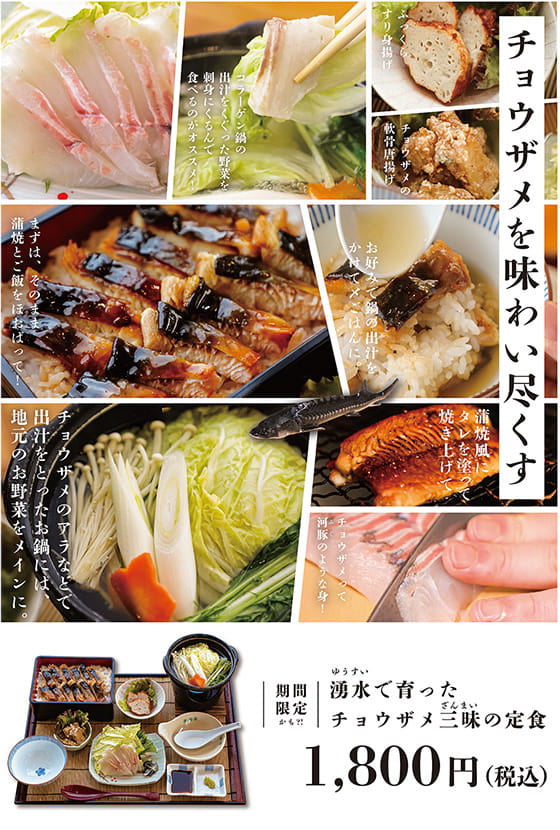 チョウザメを味わい尽くす
ふっくら
すり身揚げ
チョウザメの
軟骨唐揚げ
コラーゲン鍋の
出汁をくぐった野菜を
刺身にくるんで
食べるのがオススメ！
まずは、そのまま
蒲焼とご飯をほおばって！
お好みで鍋の出汁を
かけて〆ごはんに。
チョウザメのアラなどで
出汁をとったお鍋には、
地元のお野菜をメインに。
蒲焼風に
タレを塗って
焼き上げて
チョウザメって
河豚のような身！
期間
限定
かも?!
ゆうすい
湧水で育った
ざんまい
チョウザメ三昧の定食
1,800円（税込）